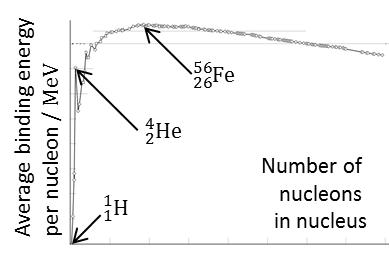 Average binding energy
per nucleon / MeV
⁵⁶₂₆Fe
⁴₂He
¹₁H
Number of
nucleons
in nucleus